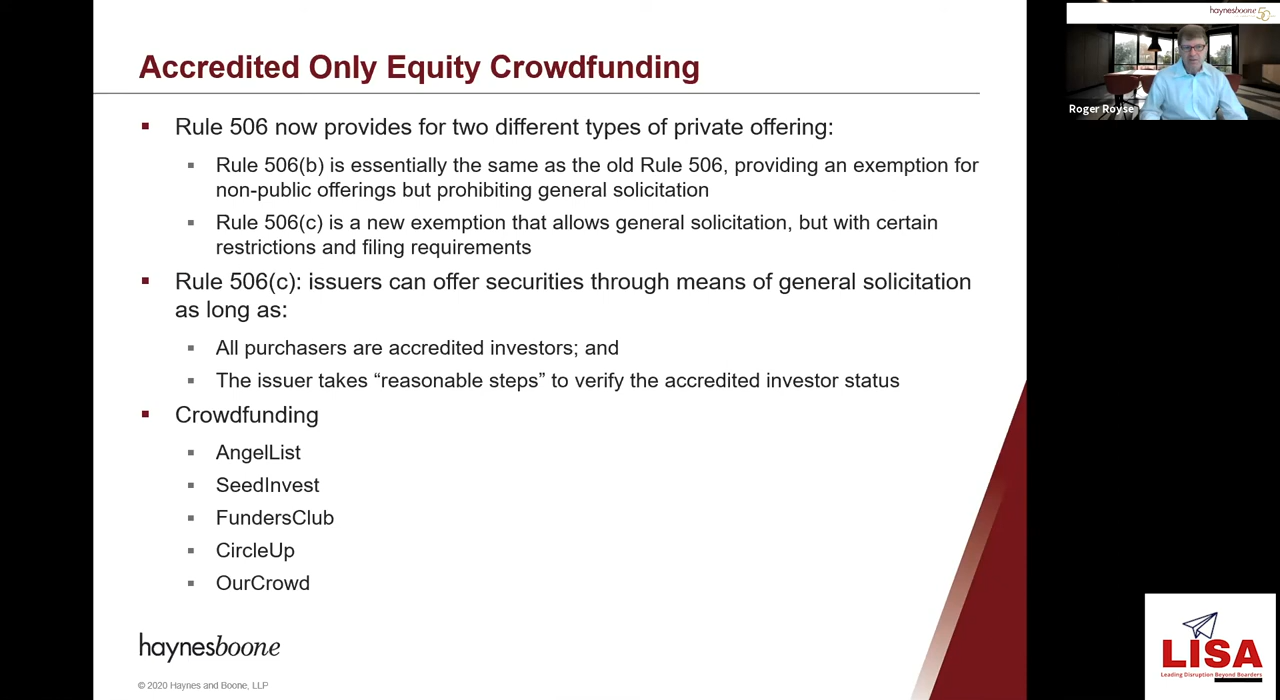 Accredited Only Equity Crowdfunding
Rule 506 now provides for two different types of private offering:
Rule 506(b) is essentially the same as the old Rule 506, providing an exemption for
non-public offerings but prohibiting general solicitation
Rule 506(c) is a new exemption that allows general solicitation, but with certain
restrictions and filing requirements
Rule 506(c): issuers can offer securities through means of general solicitation
as long as:
All purchasers are accredited investors; and
The issuer takes “reasonable steps” to verify the accredited investor status
Crowdfunding
AngelList
SeedInvest
FundersClub
CircleUp
OurCrowd
haynesboone
© 2020 Haynes and Boone, LLP
haynesboone 50
Roger Royse
LISA
Leading Disruption Beyond Boarders